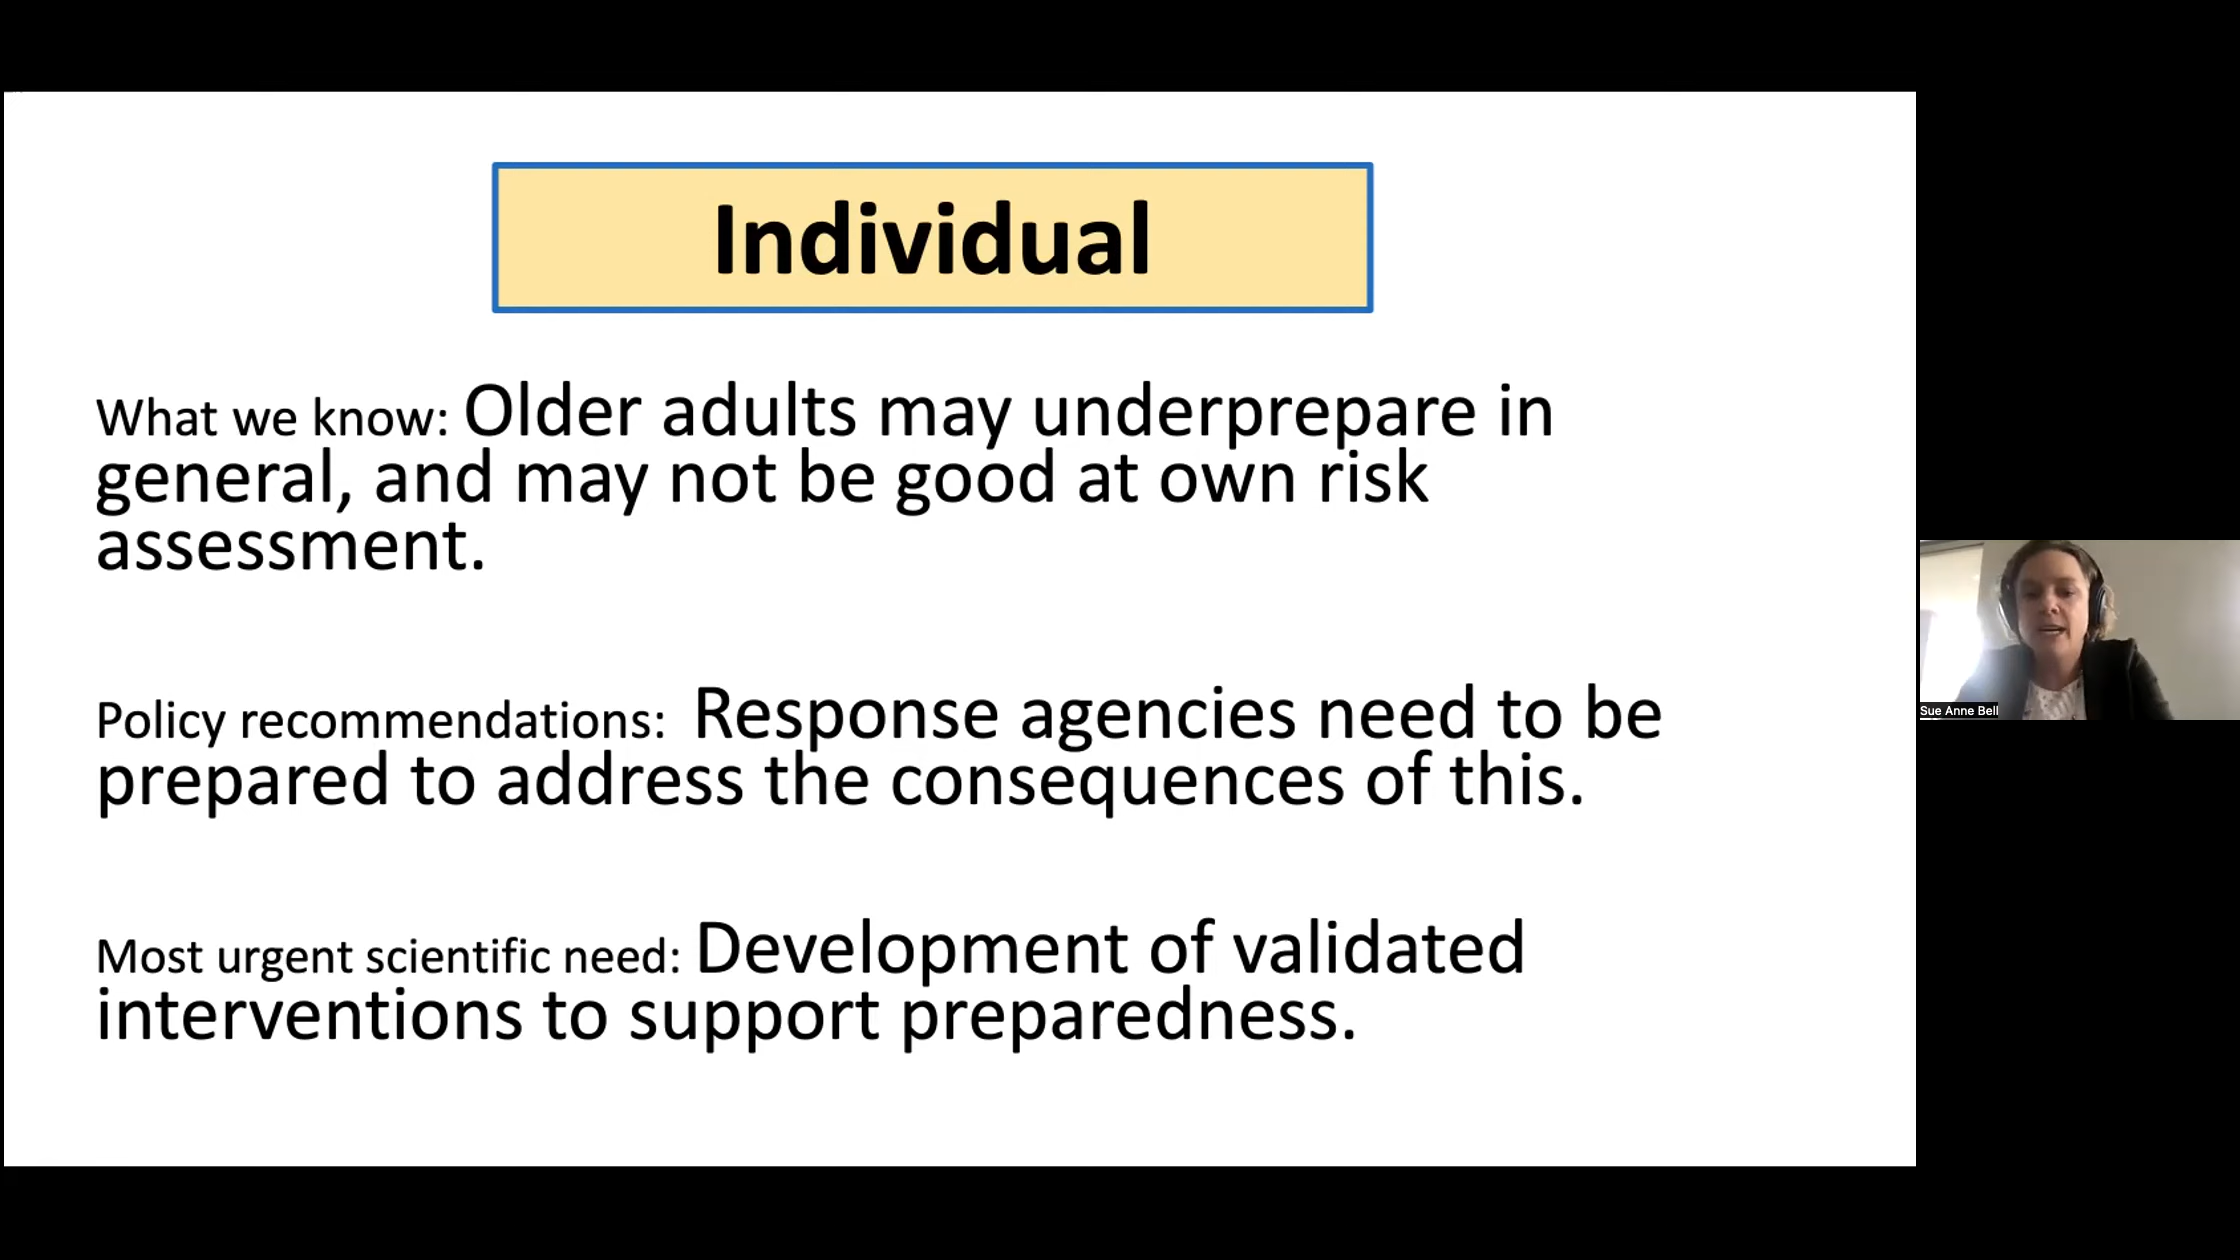 Individual
What we know: Older adults may underprepare in
general, and may not be good at own risk
assessment.
Policy recommendations: Response agencies need to be
prepared to address the consequences of this.
Most urgent scientific need: Development of validated
interventions to support preparedness.
Sue Anne Bell